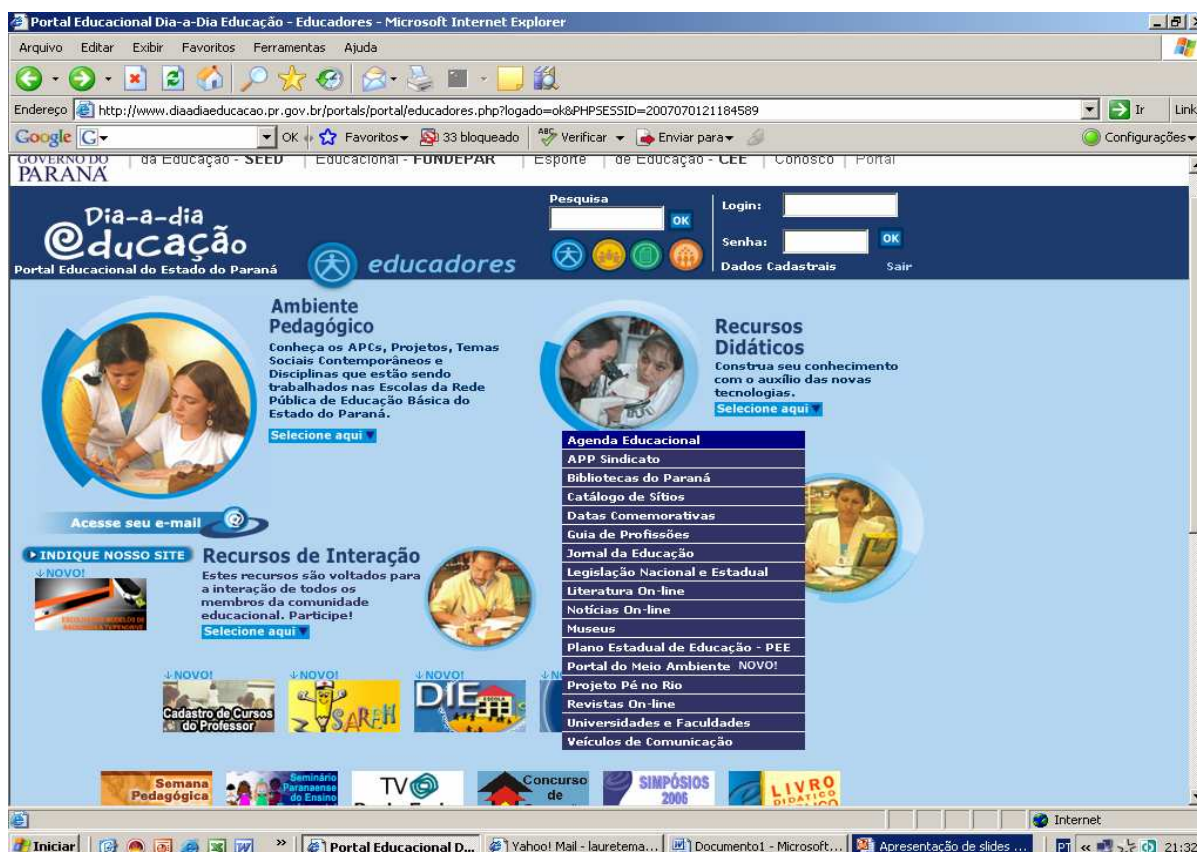 Portal Educacional Dia-a-Dia Educação - Educadores - Microsoft Internet Explorer
Arquivo Editar Exibir Favoritos Ferramentas Ajuda
Endereço http://www.diaadiaeducacao.pr.gov.br/portals/portal/educadores.php?logado=ok&PHPSESSID=2007070121184589 Ir Link
Google G OK Favoritos 33 bloqueado ABC Verificar Enviar para Configurações
GOVERNO DO PARANÁ
da Educação - SEED | Educacional - FUNDEPAR | Esporte | de Educação - CEE | Conosco | Portal
Dia-a-dia
educação
Portal Educacional do Estado do Paraná
educadores
Pesquisa
OK
Login:
Senha: OK
Dados Cadastrais Sair
Ambiente
Pedagógico
Conheça os APCs, Projetos, Temas
Sociais Contemporâneos e
Disciplinas que estão sendo
trabalhados nas Escolas da Rede
Pública de Educação Básica do
Estado do Paraná.
Selecione aqui
Recursos
Didáticos
Construa seu conhecimento
com o auxílio das novas
tecnologias.
Selecione aqui
Agenda Educacional
APP Sindicato
Bibliotecas do Paraná
Catálogo de Sítios
Datas Comemorativas
Guia de Profissões
Jornal da Educação
Legislação Nacional e Estadual
Literatura On-line
Notícias On-line
Museus
Plano Estadual de Educação - PEE
Portal do Meio Ambiente NOVO!
Projeto Pé no Rio
Revistas On-line
Universidades e Faculdades
Veículos de Comunicação
Acesse seu e-mail @
INDIQUE NOSSO SITE
NOVO!
Recursos de Interação
Estes recursos são voltados para
a interação de todos os
membros da comunidade
educacional. Participe!
Selecione aqui
NOVO!
Cadastro de Cursos
do Professor
NOVO!
SAREH
NOVO!
DIE
ESCOLA
Semana
Pedagógica
Seminário
Paranaense
do Ensino
TV
Concurso
de
SIMPÓSIOS
2006
LIVRO
DIDÁTICO
Iniciar » Portal Educacional D... Yahoo! Mail - lauretema... Documento1 - Microsoft... Apresentação de slides ... PT « 21:32
Internet